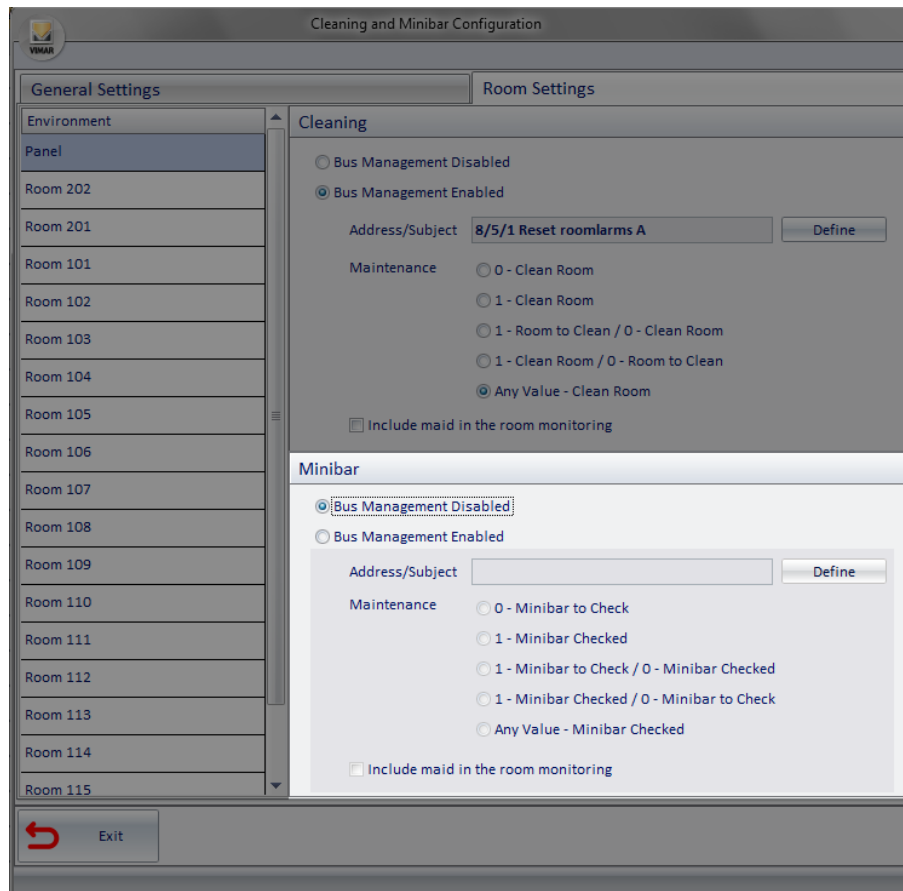 Cleaning and Minibar Configuration
VIMAR
General Settings
Room Settings
Environment
Panel
Room 202
Room 201
Room 101
Room 102
Room 103
Room 104
Room 105
Room 106
Room 107
Room 108
Room 109
Room 110
Room 111
Room 112
Room 113
Room 114
Room 115
Cleaning
Bus Management Disabled
Bus Management Enabled
Address/Subject 8/5/1 Reset roomlarms A Define
Maintenance 0 - Clean Room
1 - Clean Room
1 - Room to Clean / 0 - Clean Room
1 - Clean Room / 0 - Room to Clean
Any Value - Clean Room
Include maid in the room monitoring
Minibar
Bus Management Disabled
Bus Management Enabled
Address/Subject Define
Maintenance 0 - Minibar to Check
1 - Minibar Checked
1 - Minibar to Check / 0 - Minibar Checked
1 - Minibar Checked / 0 - Minibar to Check
Any Value - Minibar Checked
Include maid in the room monitoring
Exit